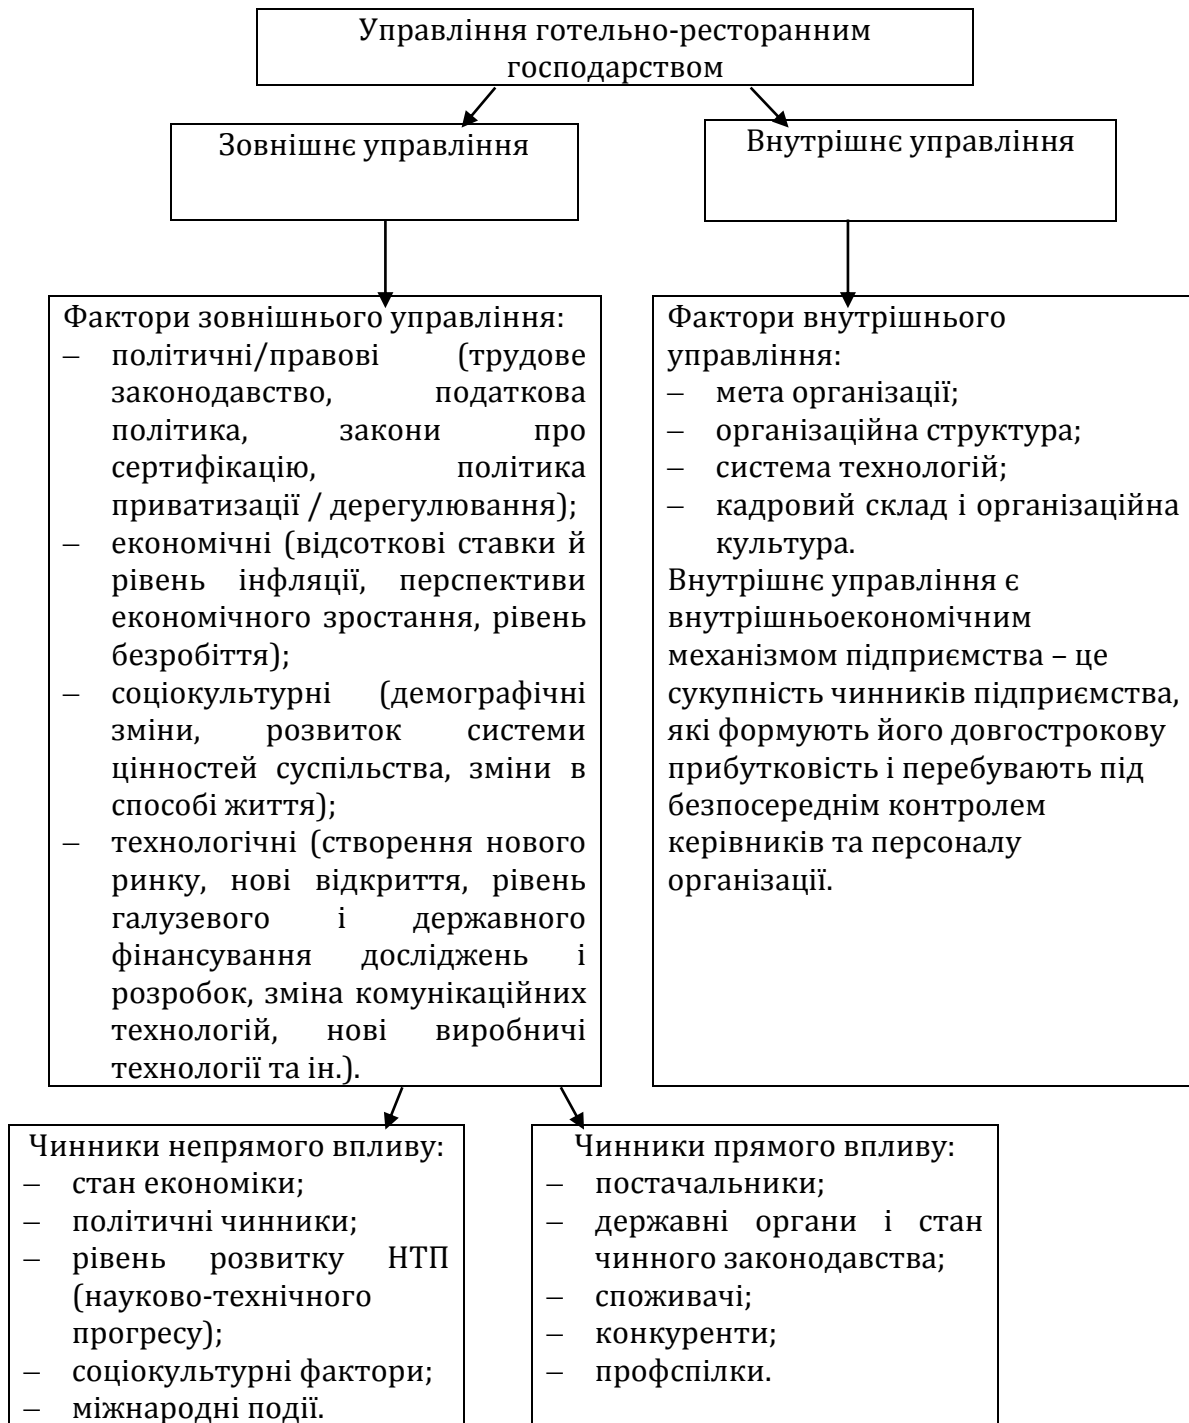 Управління готельно-ресторанним
господарством
Зовнішнє управління
Внутрішнє управління
Фактори зовнішнього управління:
– політичні/правові (трудове
законодавство, податкова
політика, закони про
сертифікацію, політика
приватизації / дерегулювання);
– економічні (відсоткові ставки й
рівень інфляції, перспективи
економічного зростання, рівень
безробіття);
– соціокультурні (демографічні
зміни, розвиток системи
цінностей суспільства, зміни в
способі життя);
– технологічні (створення нового
ринку, нові відкриття, рівень
галузевого і державного
фінансування досліджень і
розробок, зміна комунікаційних
технологій, нові виробничі
технології та ін.).
Фактори внутрішнього
управління:
– мета організації;
– організаційна структура;
– система технологій;
– кадровий склад і організаційна
культура.
Внутрішнє управління є
внутрішньоекономічним
механізмом підприємства – це
сукупність чинників підприємства,
які формують його довгострокову
прибутковість і перебувають під
безпосереднім контролем
керівників та персоналу
організації.
Чинники непрямого впливу:
– стан економіки;
– політичні чинники;
– рівень розвитку НТП
(науково-технічного
прогресу);
– соціокультурні фактори;
– міжнародні події.
Чинники прямого впливу:
– постачальники;
– державні органи і стан
чинного законодавства;
– споживачі;
– конкуренти;
– профспілки.